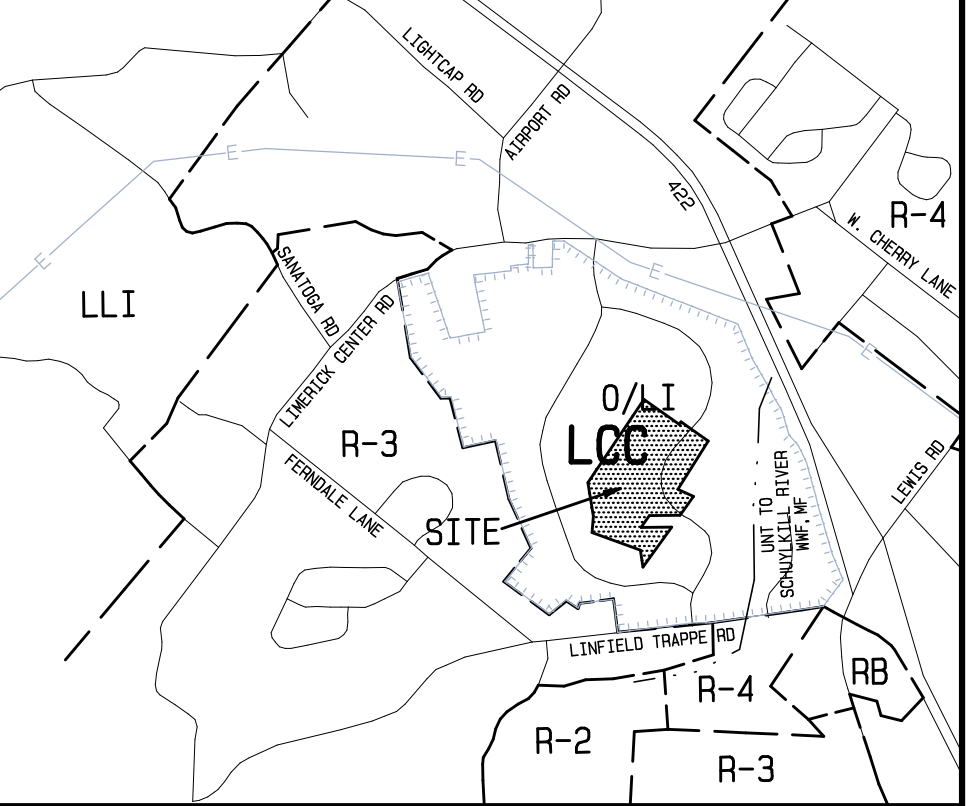 LIGHTCAP RD
AIRPORT RD
E
E
422
R-4
W. CHERRY LANE
E
SANATOGA RD
E
LLI
LIMERICK CENTER RD
E
O/LI
LCC
R-3
LEWIS RD
FERNDALE LANE
SITE
UNT TO
SCHUYLKILL RIVER
WWF, MF
LINFIELD TRAPPE RD
RB
R-4
R-2
R-3